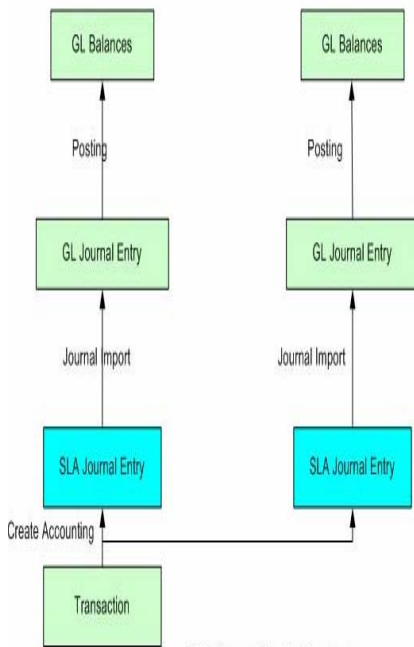 GL Balances
GL Balances
Posting
Posting
GL Journal Entry
GL Journal Entry
Journal Import
Journal Import
SLA Journal Entry
SLA Journal Entry
Create Accounting
Transaction